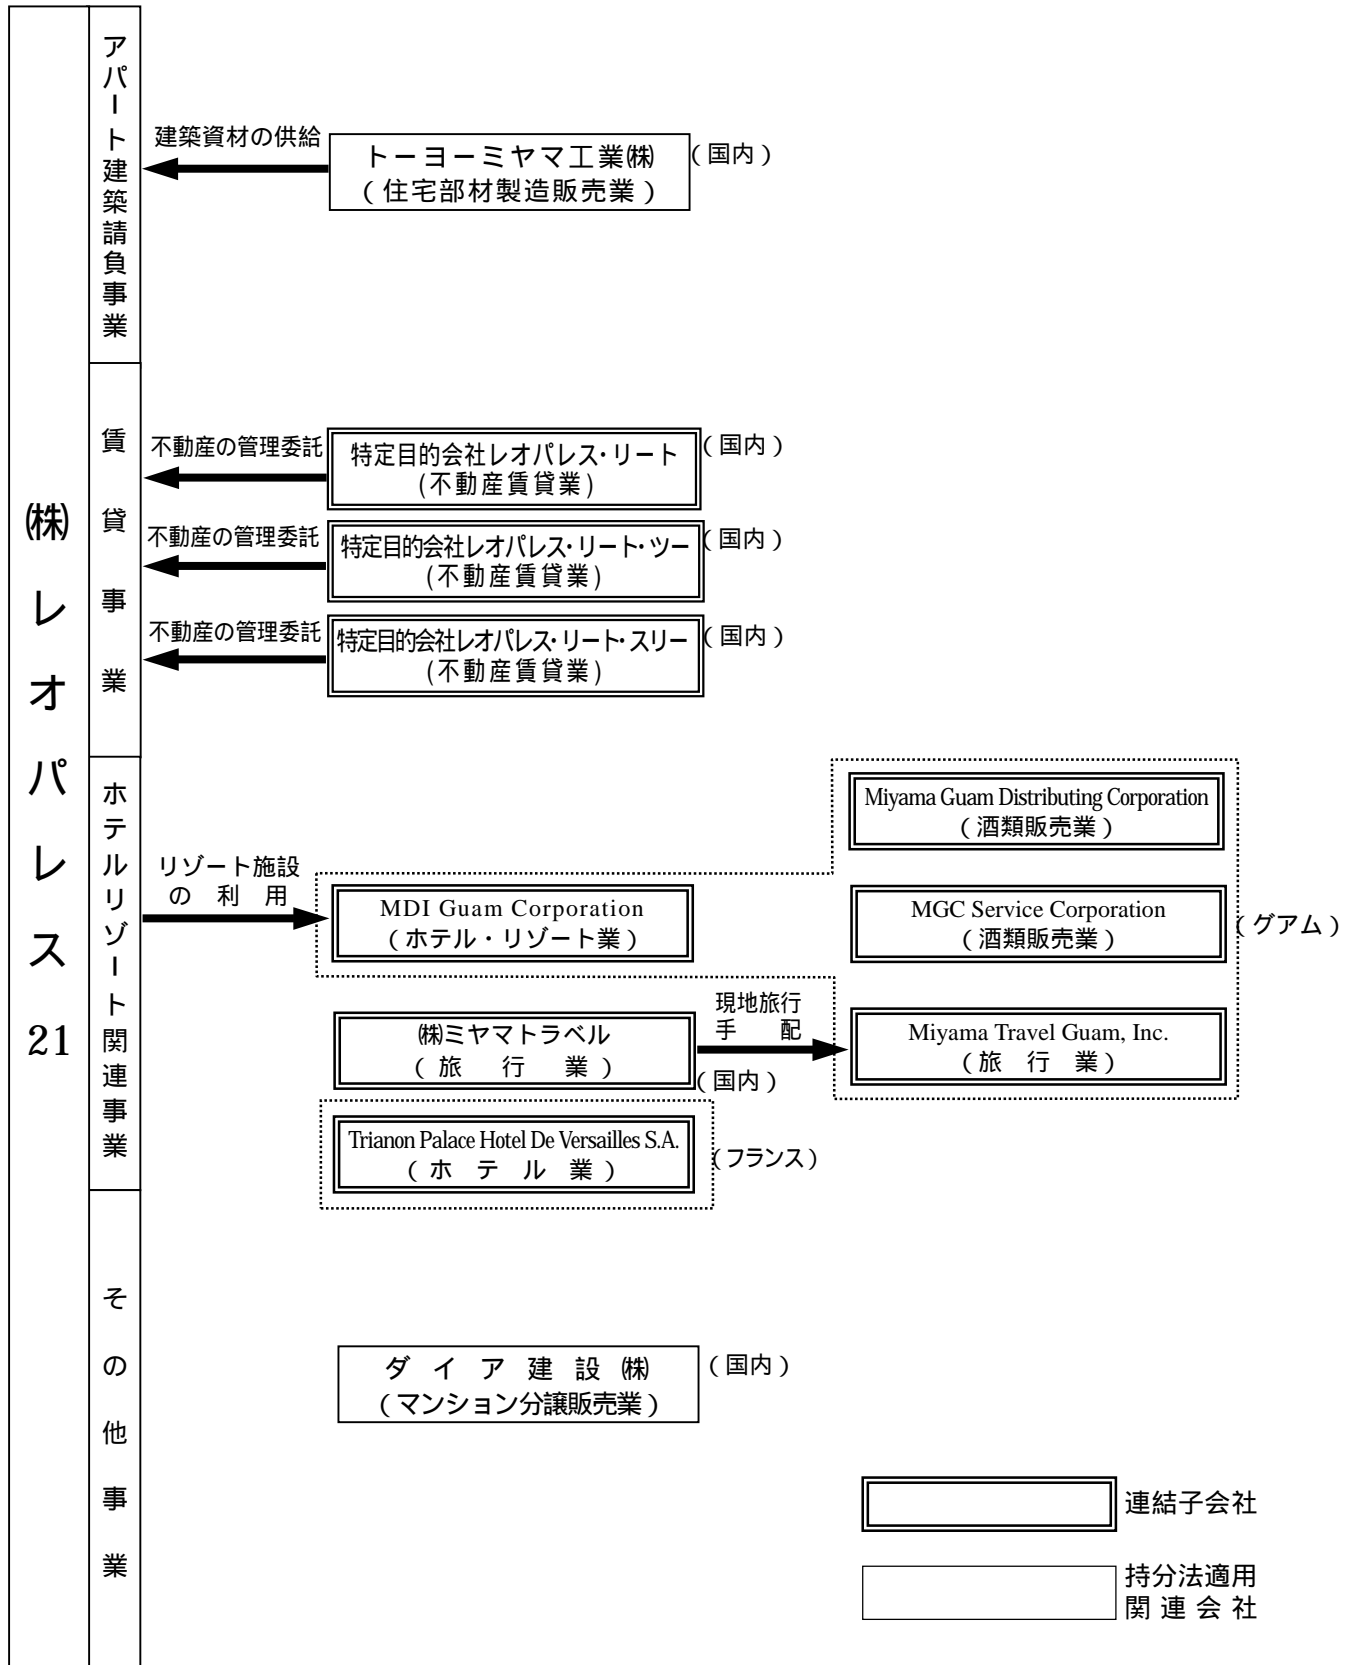 ㈱レオパレス21
アパート建築請負事業
建築資材の供給
トーヨーミヤマ工業㈱
（住宅部材製造販売業）
（国内）
賃貸事業
不動産の管理委託
特定目的会社レオパレス・リート
(不動産賃貸業)
（国内）
不動産の管理委託
特定目的会社レオパレス・リート・ツー
(不動産賃貸業)
（国内）
不動産の管理委託
特定目的会社レオパレス・リート・スリー
(不動産賃貸業)
（国内）
ホテルリゾート関連事業
リゾート施設
の利用
MDI Guam Corporation
（ホテル・リゾート業）
Miyama Guam Distributing Corporation
（酒類販売業）
MGC Service Corporation
（酒類販売業）
（グアム）
㈱ミヤマトラベル
（旅行業）
（国内）
現地旅行
手配
Miyama Travel Guam, Inc.
（旅行業）
Trianon Palace Hotel De Versailles S.A.
（ホテル業）
（フランス）
その他事業
ダイア建設㈱
（マンション分譲販売業）
（国内）
連結子会社
持分法適用
関連会社